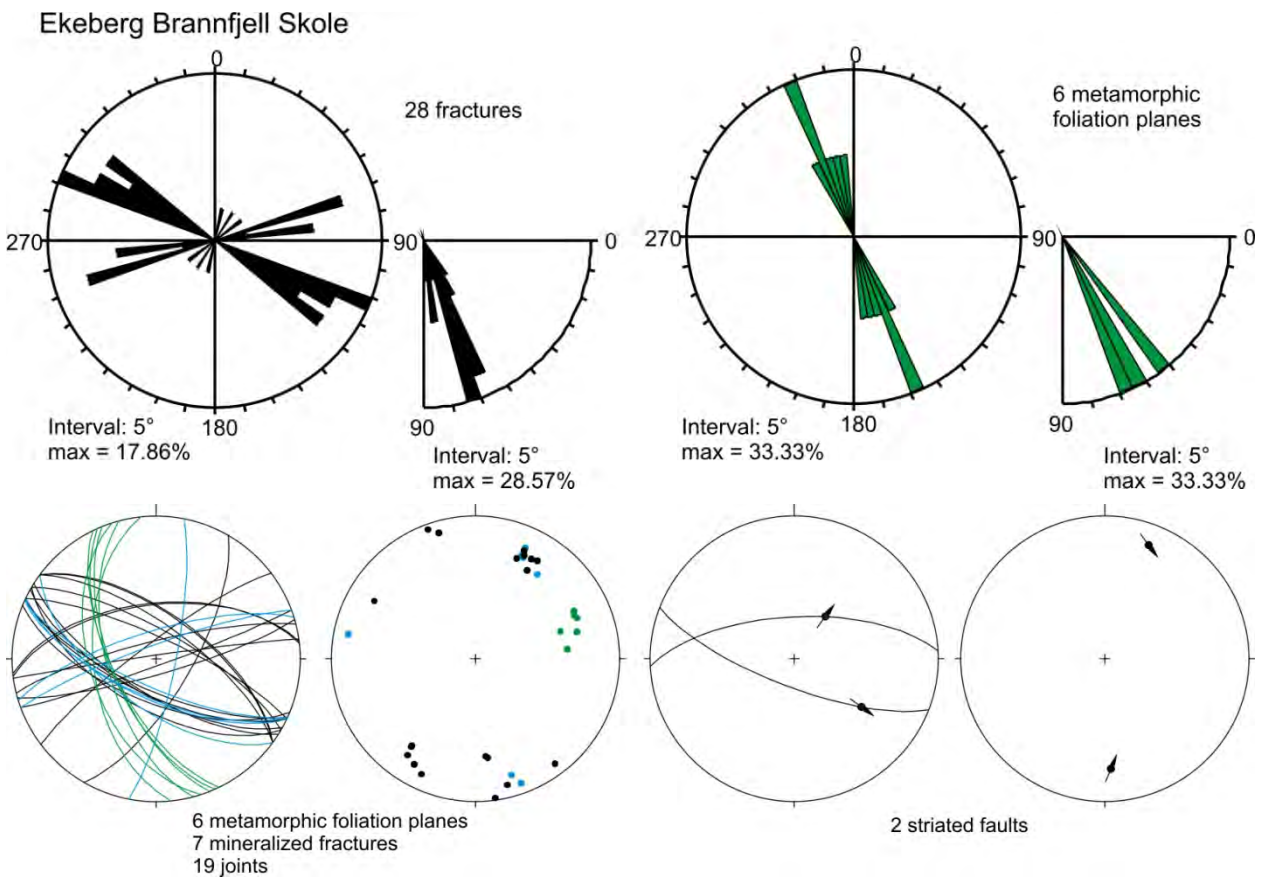 Ekeberg Brannfjell Skole
0
28 fractures
270
90
0
180
90
Interval: 5°
max = 17.86%
Interval: 5°
max = 28.57%
0
6 metamorphic
foliation planes
270
90
0
180
90
Interval: 5°
max = 33.33%
Interval: 5°
max = 33.33%
6 metamorphic foliation planes
7 mineralized fractures
19 joints
2 striated faults